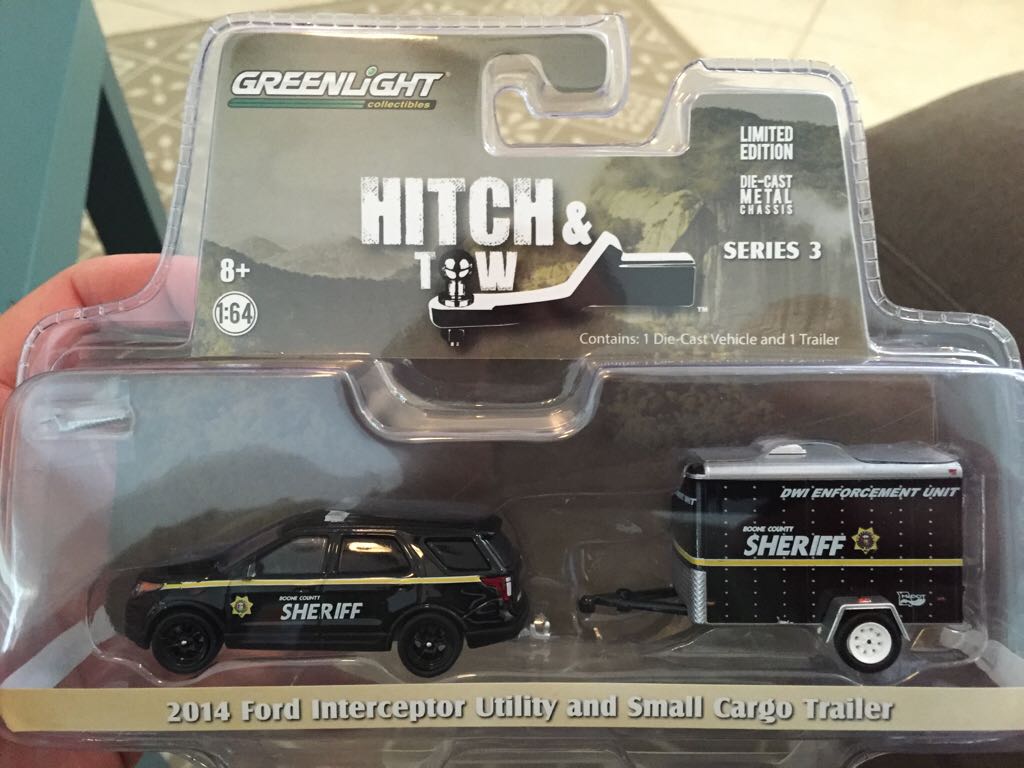 GREENLiGHT
collectibles
LIMITED
EDITION
DIE-CAST
METAL
CHASSIS
HITCH &
TOW
SERIES 3
8+
1:64
TM
Contains: 1 Die-Cast Vehicle and 1 Trailer
DWI ENFORCEMENT UNIT
BOONE COUNTY
SHERIFF
BOONE COUNTY
SHERIFF
2014 Ford Interceptor Utility and Small Cargo Trailer